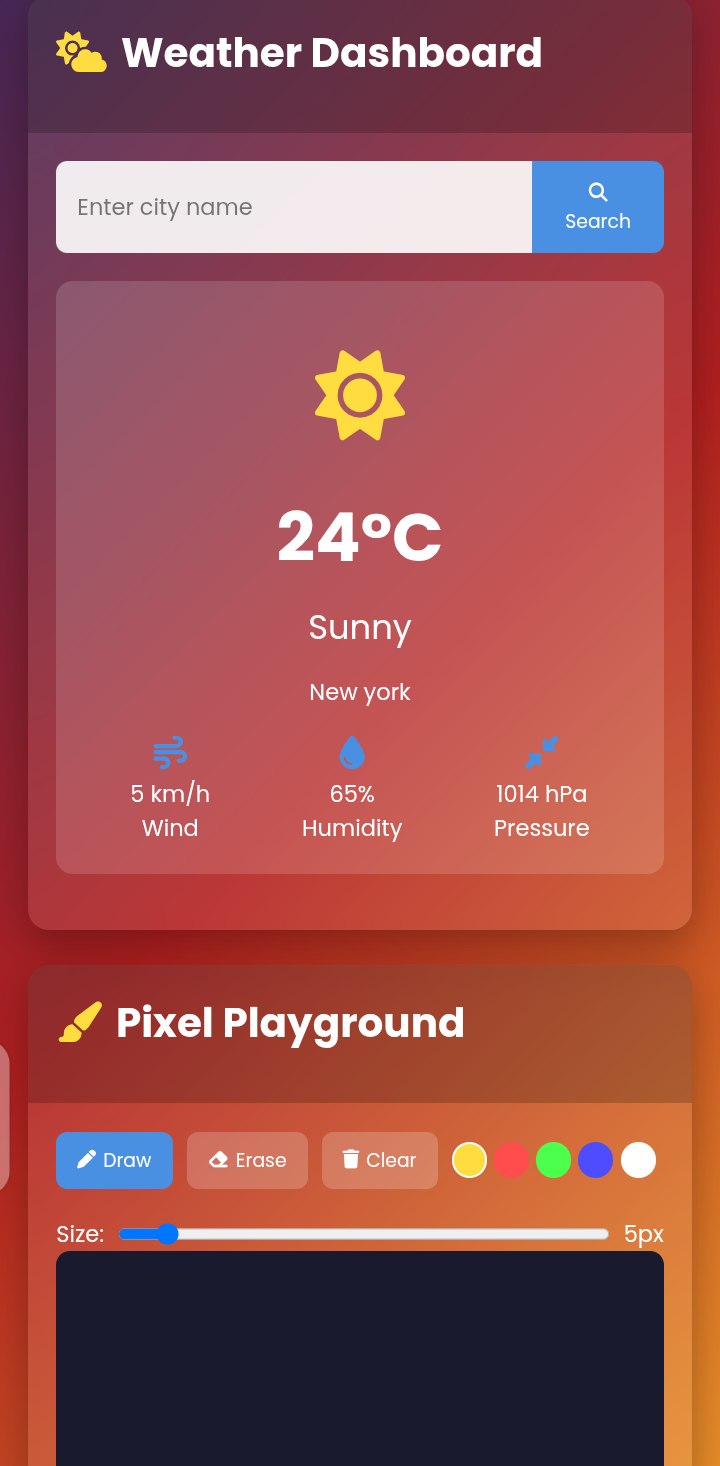 Weather Dashboard
Enter city name
Search
24°C
Sunny
New york
5 km/h 65% 1014 hPa
Wind Humidity Pressure
Pixel Playground
Draw Erase Clear
Size: 5px